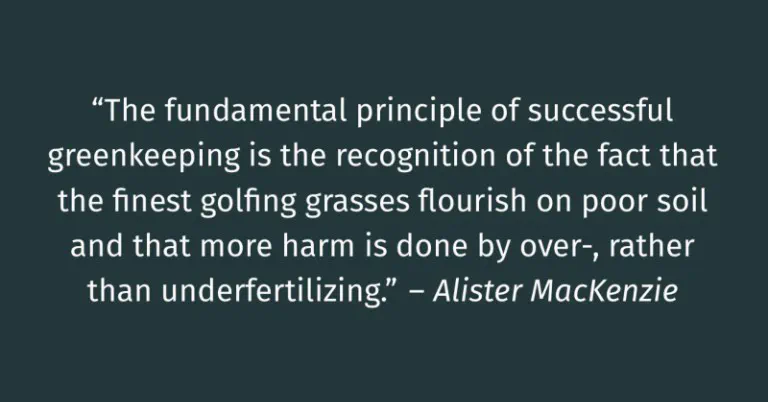 “The fundamental principle of successful
greenkeeping is the recognition of the fact that
the finest golfing grasses flourish on poor soil
and that more harm is done by over-, rather
than underfertilizing.” – Alister MacKenzie